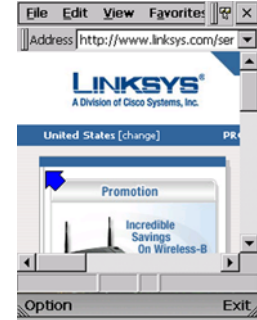 File Edit View Favorites
Address http://www.linksys.com/ser
LINKSYS®
A Division of Cisco Systems, Inc.
United States [change] PR
Promotion
Incredible
Savings
On Wireless-B
Option Exit